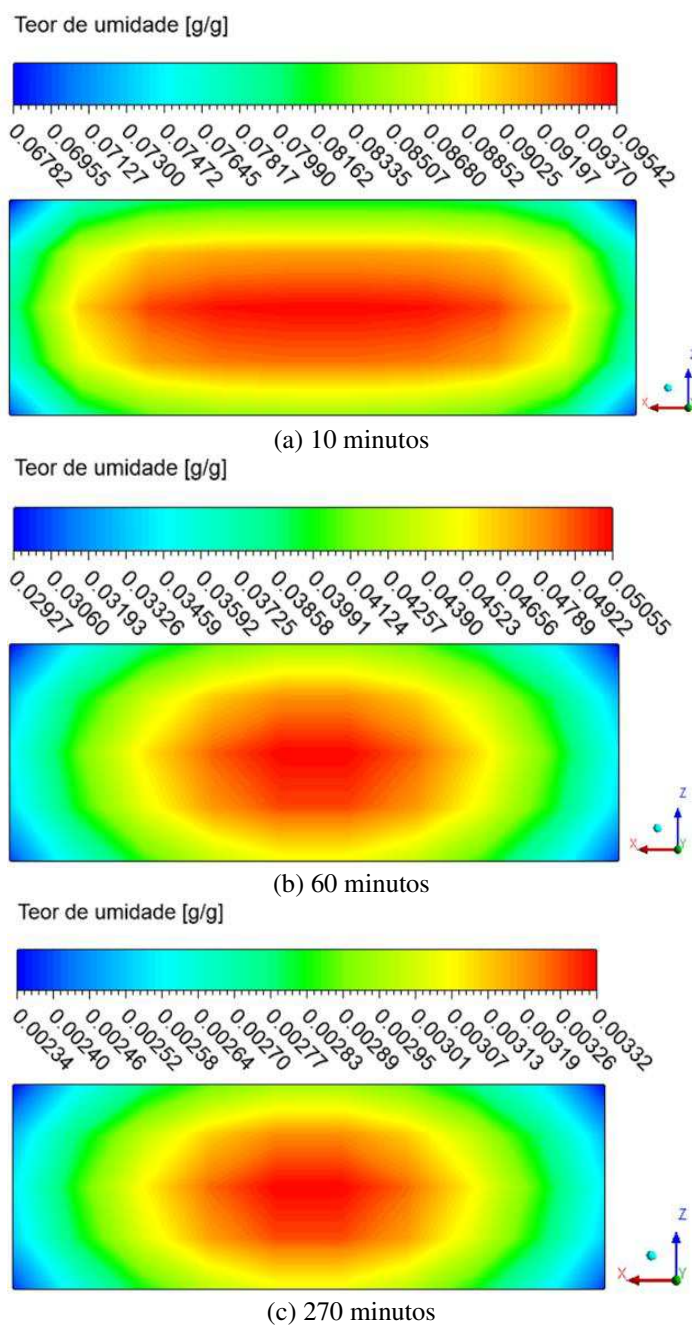 Teor de umidade [g/g]
0.06782 0.06955 0.07127 0.07300 0.07472 0.07645 0.07817 0.07990 0.08162 0.08335 0.08507 0.08680 0.08852 0.09025 0.09197 0.09370 0.09542
Z
X
(a) 10 minutos
Teor de umidade [g/g]
0.02927 0.03060 0.03193 0.03326 0.03459 0.03592 0.03725 0.03858 0.03991 0.04124 0.04257 0.04390 0.04523 0.04656 0.04789 0.04922 0.05055
Z
X Y
(b) 60 minutos
Teor de umidade [g/g]
0.00234 0.00240 0.00246 0.00252 0.00258 0.00264 0.00270 0.00277 0.00283 0.00289 0.00295 0.00301 0.00307 0.00313 0.00319 0.00326 0.00332
Z
X Y
(c) 270 minutos